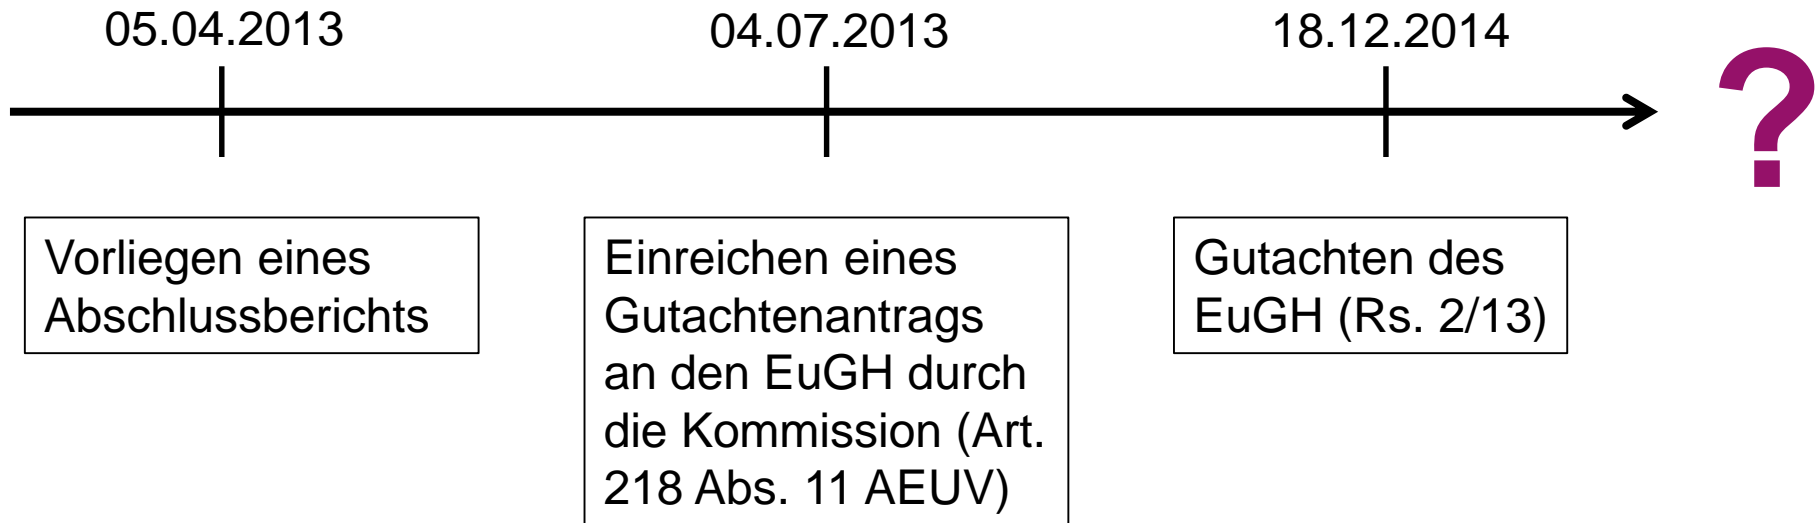 05.04.2013
04.07.2013
18.12.2014
?
Vorliegen eines
Abschlussberichts
Einreichen eines
Gutachtenantrags
an den EuGH durch
die Kommission (Art.
218 Abs. 11 AEUV)
Gutachten des
EuGH (Rs. 2/13)